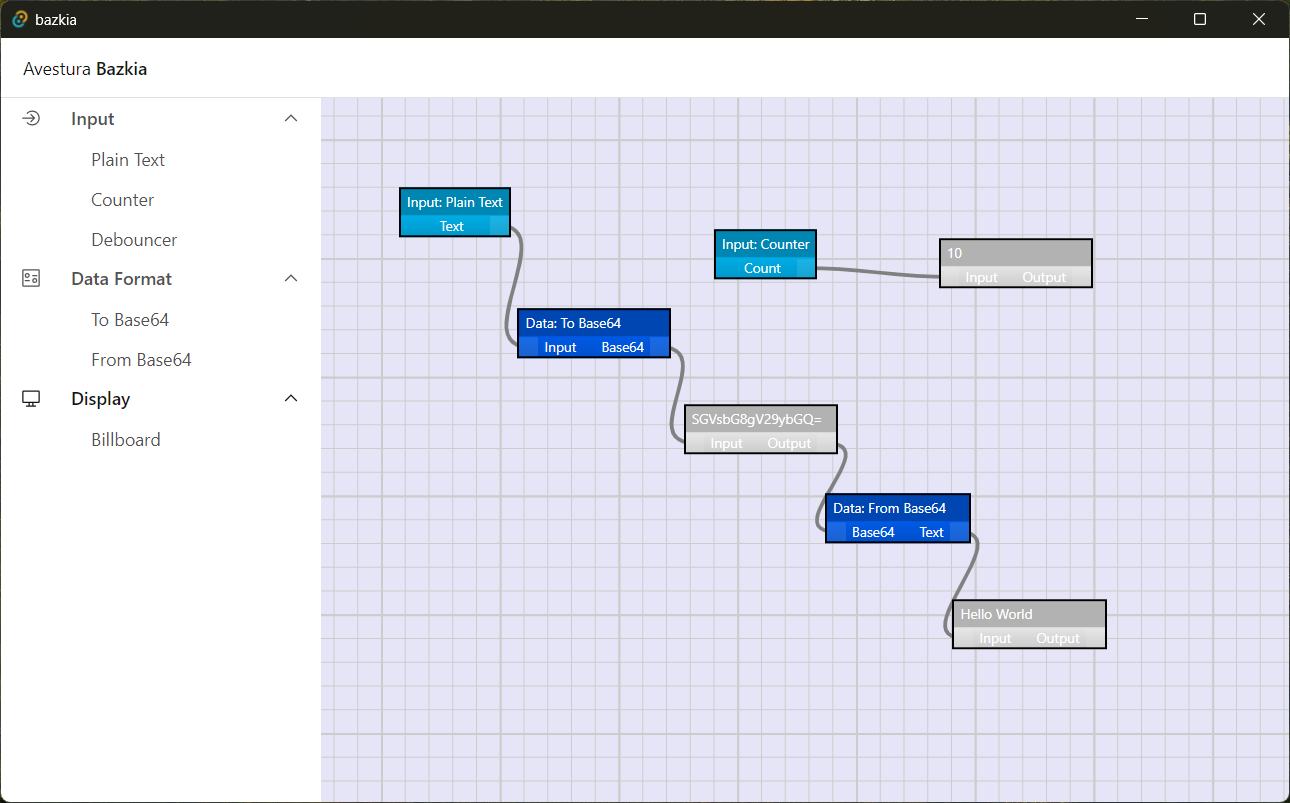 bazkia
Avestura Bazkia
Input
Plain Text
Counter
Debouncer
Data Format
To Base64
From Base64
Display
Billboard
Input: Plain Text
Text
Input: Counter
Count
10
Input Output
Data: To Base64
Input Base64
SGVsbG8gV29ybGQ=
Input Output
Data: From Base64
Base64 Text
Hello World
Input Output